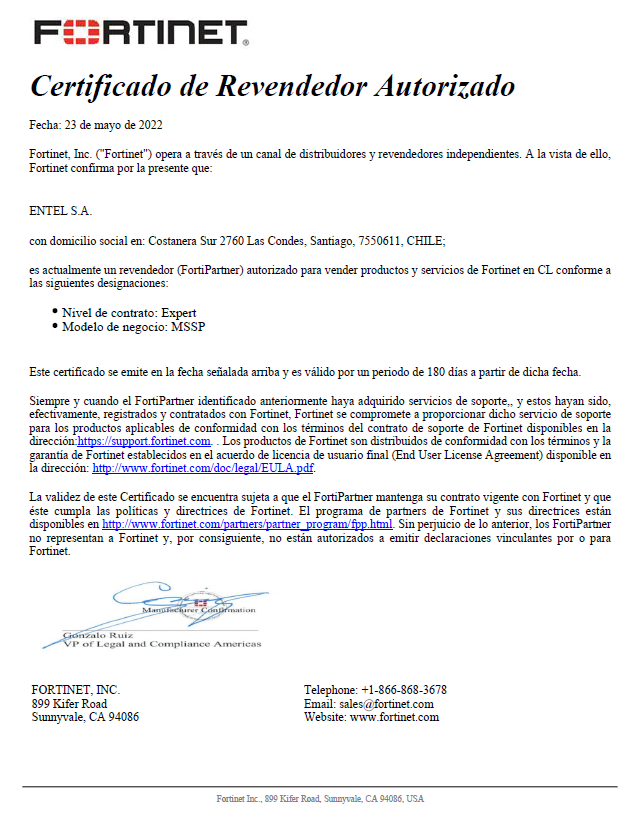 FORTINET®
Certificado de Revendedor Autorizado
Fecha: 23 de mayo de 2022
Fortinet, Inc. ("Fortinet") opera a través de un canal de distribuidores y revendedores independientes. A la vista de ello,
Fortinet confirma por la presente que:
ENTEL S.A.
con domicilio social en: Costanera Sur 2760 Las Condes, Santiago, 7550611, CHILE;
es actualmente un revendedor (FortiPartner) autorizado para vender productos y servicios de Fortinet en CL conforme a
las siguientes designaciones:
• Nivel de contrato: Expert
• Modelo de negocio: MSSP
Este certificado se emite en la fecha señalada arriba y es válido por un periodo de 180 días a partir de dicha fecha.
Siempre y cuando el FortiPartner identificado anteriormente haya adquirido servicios de soporte,, y estos hayan sido,
efectivamente, registrados y contratados con Fortinet, Fortinet se compromete a proporcionar dicho servicio de soporte
para los productos aplicables de conformidad con los términos del contrato de soporte de Fortinet disponibles en la
dirección:https://support.fortinet.com. . Los productos de Fortinet son distribuidos de conformidad con los términos y la
garantía de Fortinet establecidos en el acuerdo de licencia de usuario final (End User License Agreement) disponible en
la dirección: http://www.fortinet.com/doc/legal/EULA.pdf.
La validez de este Certificado se encuentra sujeta a que el FortiPartner mantenga su contrato vigente con Fortinet y que
éste cumpla las políticas y directrices de Fortinet. El programa de partners de Fortinet y sus directrices están
disponibles en http://www.fortinet.com/partners/partner_program/fpp.html. Sin perjuicio de lo anterior, los FortiPartner
no representan a Fortinet y, por consiguiente, no están autorizados a emitir declaraciones vinculantes por o para
Fortinet.
Manufacturer Confirmation
Gonzalo Ruiz
VP of Legal and Compliance Americas
FORTINET, INC.
899 Kifer Road
Sunnyvale, CA 94086
Telephone: +1-866-868-3678
Email: sales@fortinet.com
Website: www.fortinet.com
Fortinet Inc., 899 Kifer Road, Sunnyvale, CA 94086, USA